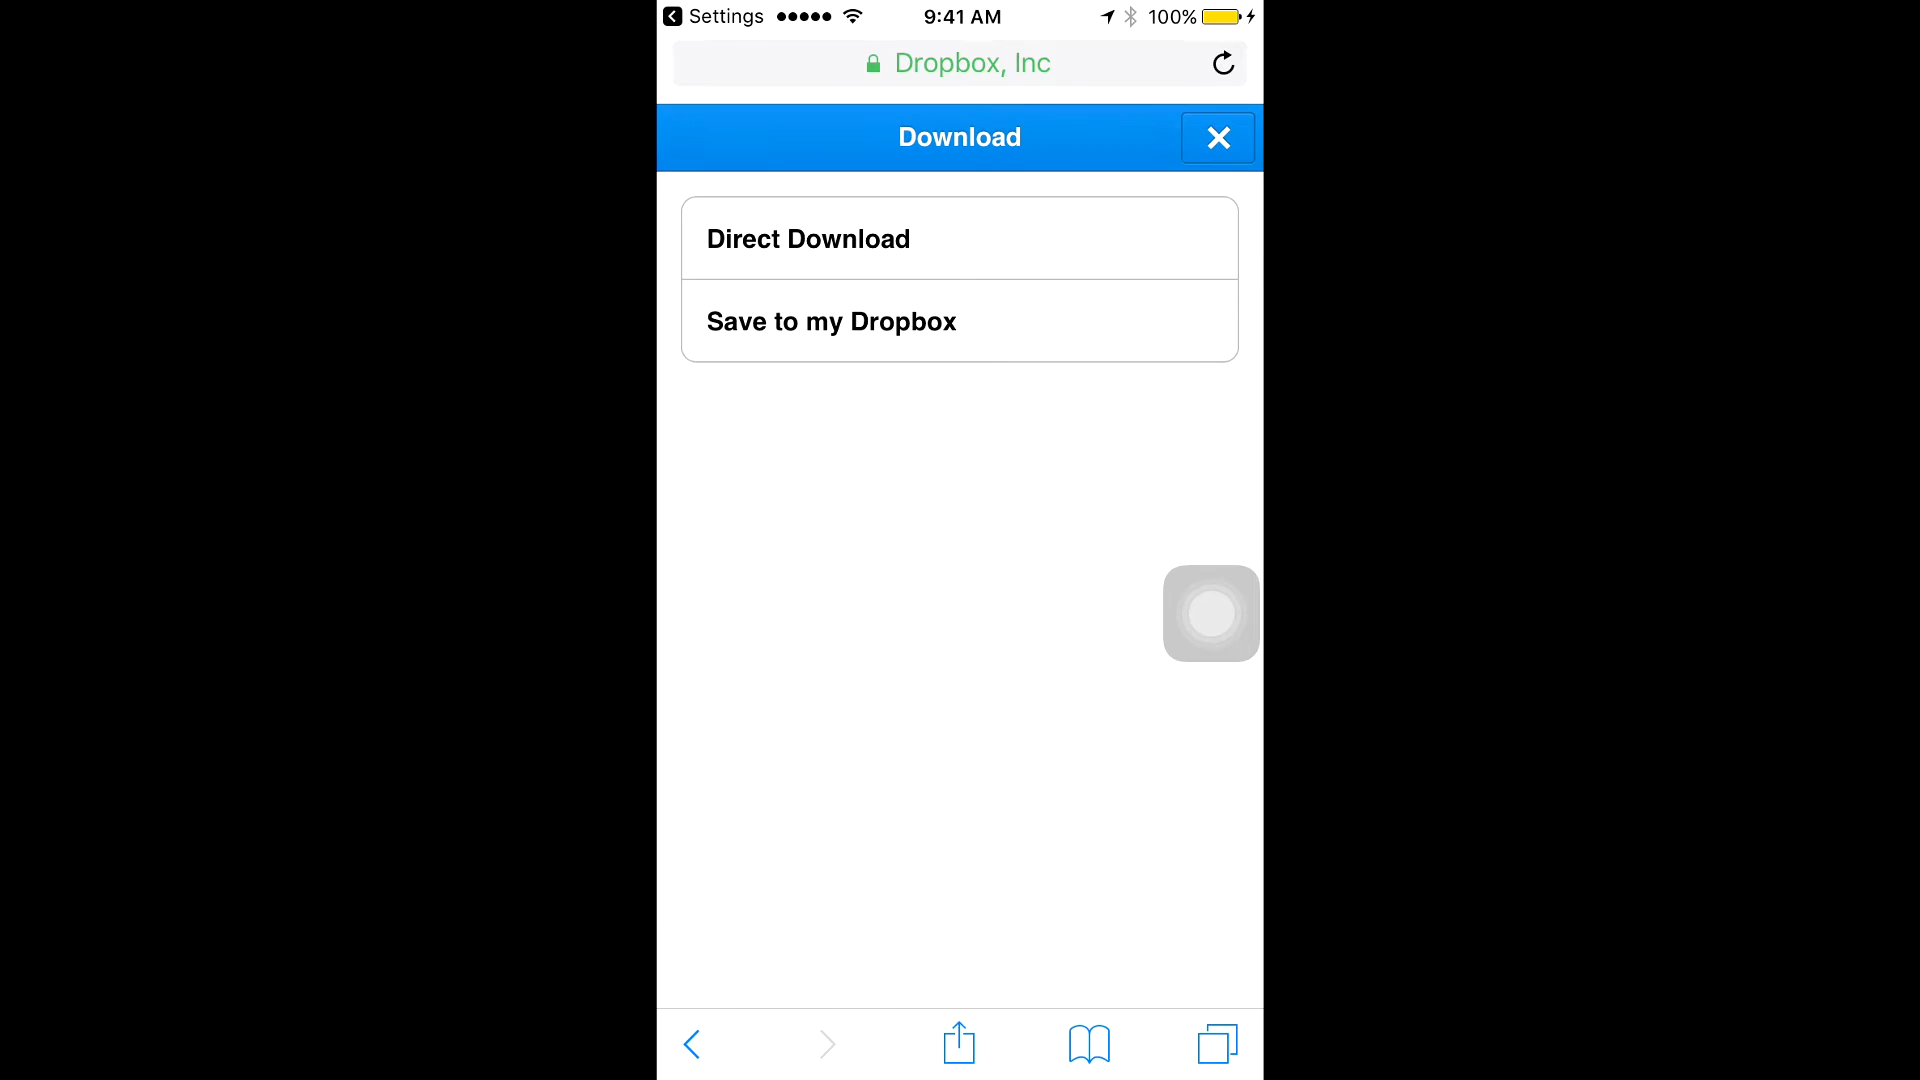 Settings 9:41 AM 100%
Dropbox, Inc
Download
Direct Download
Save to my Dropbox